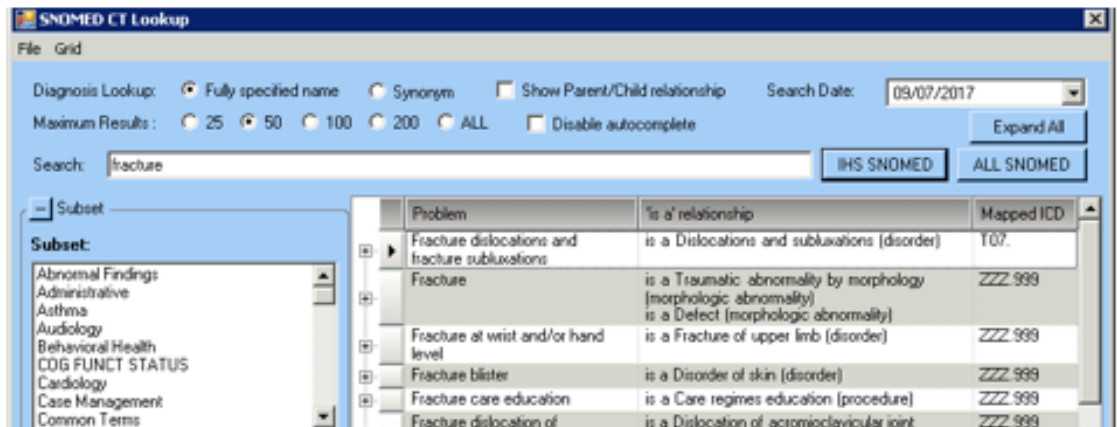 SNOMED CT Lookup
File Grid
Diagnosis Lookup: Fully specified name Synonym Show Parent/Child relationship Search Date: 09/07/2017
Maximum Results : 25 50 100 200 ALL Disable autocomplete Expand All
Search: fracture IHS SNOMED ALL SNOMED
Subset
Subset:
Abnormal Findings
Administrative
Asthma
Audiology
Behavioral Health
COG FUNCT STATUS
Cardiology
Case Management
Common Terms
Problem 'is a' relationship Mapped ICD
Fracture dislocations and is a Dislocations and subluxations (disorder) T07.
fracture subluxations
Fracture is a Traumatic abnormality by morphology ZZZ.999
(morphologic abnormality)
is a Defect (morphologic abnormality)
Fracture at wrist and/or hand is a Fracture of upper limb (disorder) ZZZ.999
level
Fracture blister is a Disorder of skin (disorder) ZZZ.999
Fracture care education is a Care regimes education (procedure) ZZZ.999
Fracture dislocation of is a Dislocation of acromioclavicular joint ZZZ.999